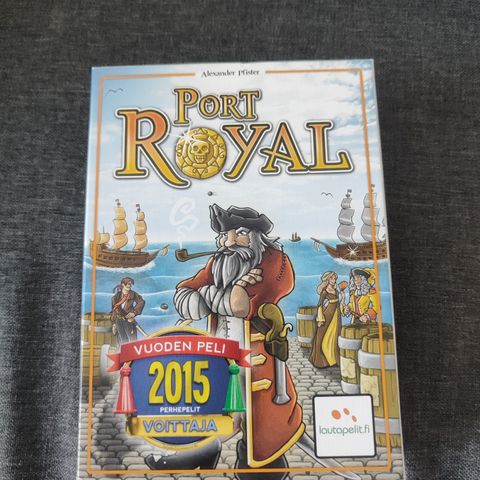 Alexander Pfister
PORT
ROYAL
VUODEN PELI
2015
PERHEPELIT
VOITTAJA
lautapelit.fi